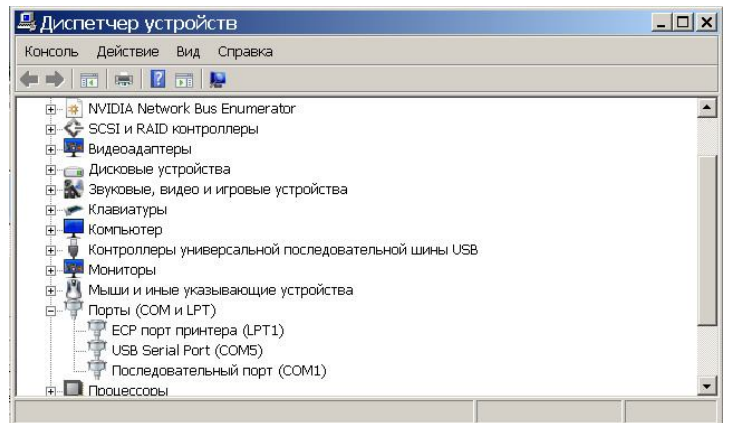 Диспетчер устройств
Консоль Действие Вид Справка
NVIDIA Network Bus Enumerator
SCSI и RAID контроллеры
Видеоадаптеры
Дисковые устройства
Звуковые, видео и игровые устройства
Клавиатуры
Компьютер
Контроллеры универсальной последовательной шины USB
Мониторы
Мыши и иные указывающие устройства
Порты (COM и LPT)
ECP порт принтера (LPT1)
USB Serial Port (COM5)
Последовательный порт (COM1)
Процессоры